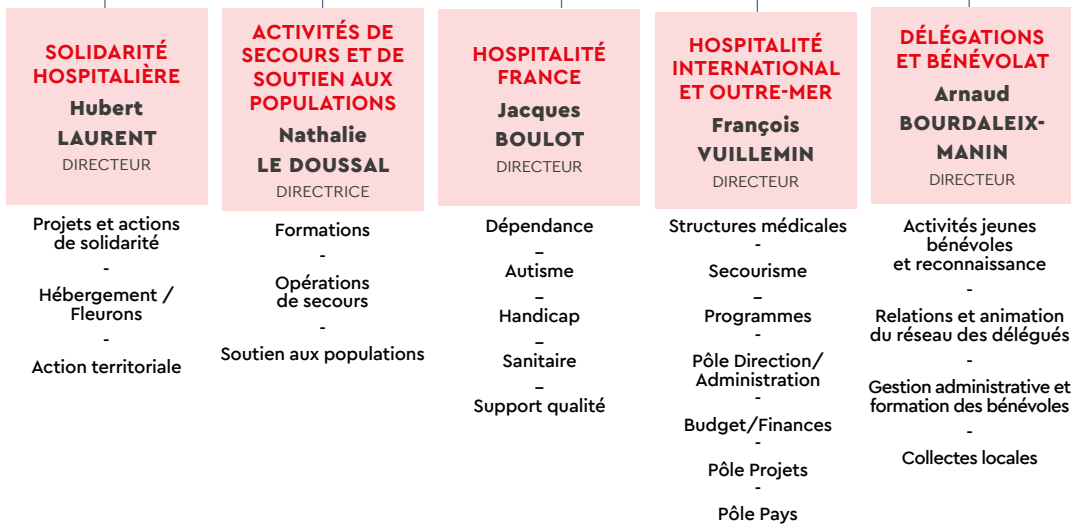 SOLIDARITÉ
HOSPITALIÈRE
Hubert
LAURENT
DIRECTEUR
Projets et actions
de solidarité
-
Hébergement /
Fleurons
-
Action territoriale
ACTIVITÉS DE
SECOURS ET DE
SOUTIEN AUX
POPULATIONS
Nathalie
LE DOUSSAL
DIRECTRICE
Formations
-
Opérations
de secours
-
Soutien aux populations
HOSPITALITÉ
FRANCE
Jacques
BOULOT
DIRECTEUR
Dépendance
–
Autisme
–
Handicap
–
Sanitaire
–
Support qualité
HOSPITALITÉ
INTERNATIONAL
ET OUTRE-MER
François
VUILLEMIN
DIRECTEUR
Structures médicales
-
Secourisme
–
Programmes
-
Pôle Direction/
Administration
-
Budget/Finances
-
Pôle Projets
-
Pôle Pays
DÉLÉGATIONS
ET BÉNÉVOLAT
Arnaud
BOURDALEIX-
MANIN
DIRECTEUR
Activités jeunes
bénévoles
et reconnaissance
-
Relations et animation
du réseau des délégués
-
Gestion administrative et
formation des bénévoles
-
Collectes locales